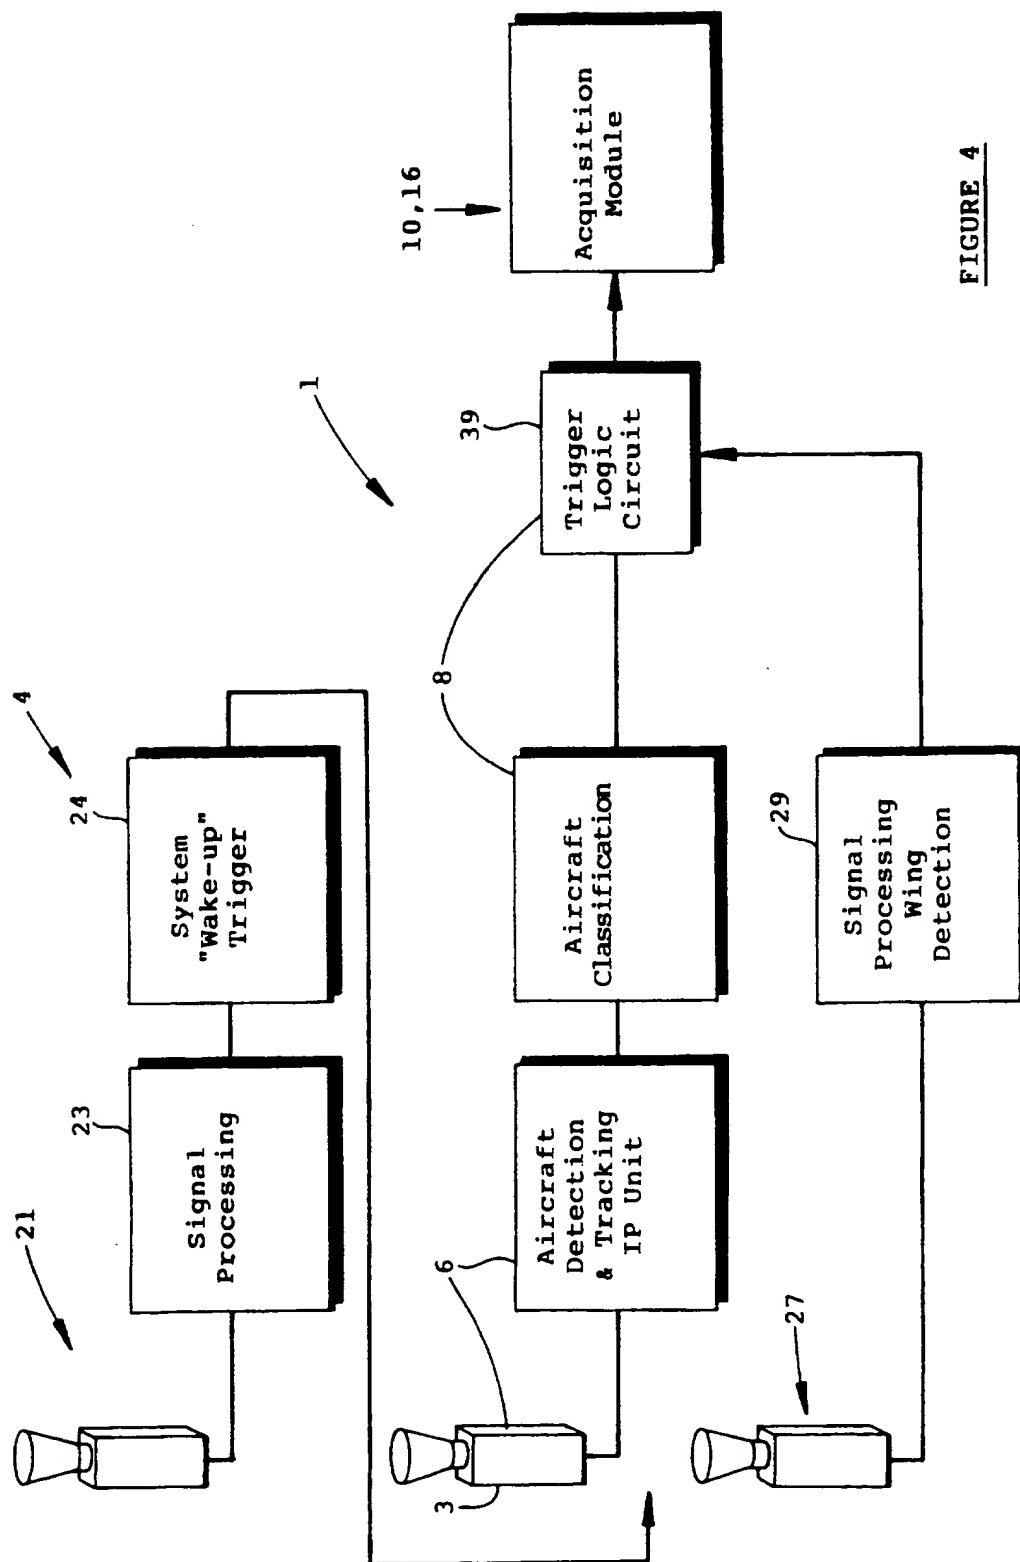 21
23
Signal
Processing
24
4
System
"Wake-up"
Trigger
3
6
Aircraft
Detection
& Tracking
IP Unit
Aircraft
Classification
8
1
39
Trigger
Logic
Circuit
10,16
Acquisition
Module
27
29
Signal
Processing
Wing
Detection
FIGURE 4